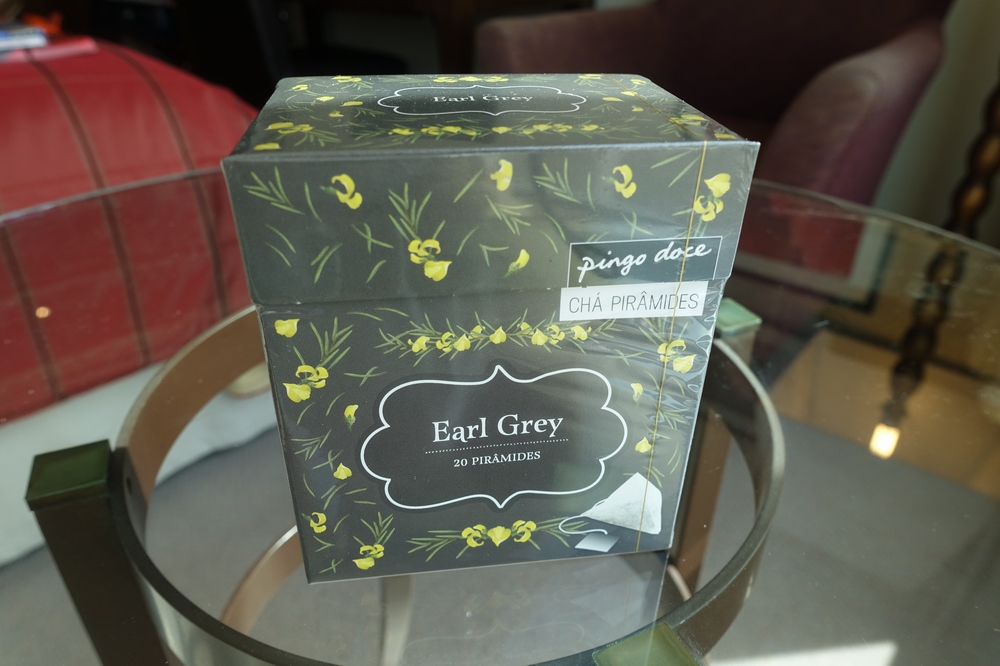 Earl Grey
pingo doce
CHÁ PIRÂMIDES
Earl Grey
20 PIRÂMIDES